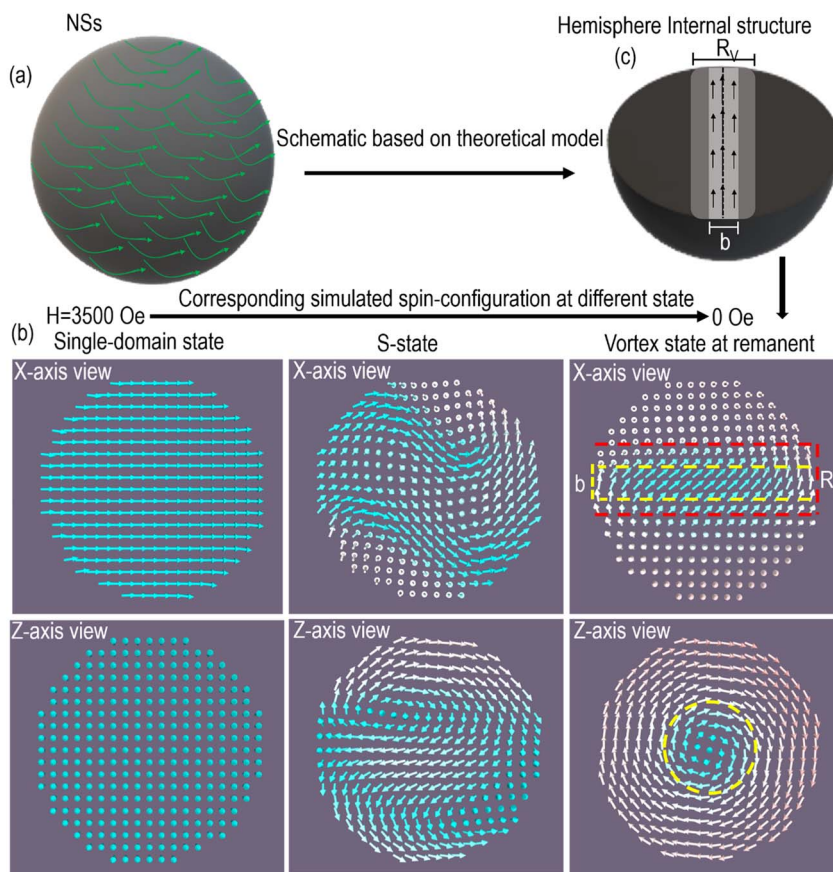 NSs
Hemisphere Internal structure
(a)
(c)
R_V
Schematic based on theoretical model
b
Corresponding simulated spin-configuration at different state
H=3500 Oe
0 Oe
(b)
Single-domain state
S-state
Vortex state at remanent
X-axis view
X-axis view
X-axis view
b
R
Z-axis view
Z-axis view
Z-axis view